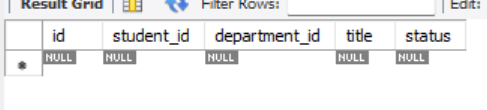 Result Grid Filter Rows: Edit:
id student_id department_id title status
NULL NULL NULL NULL NULL